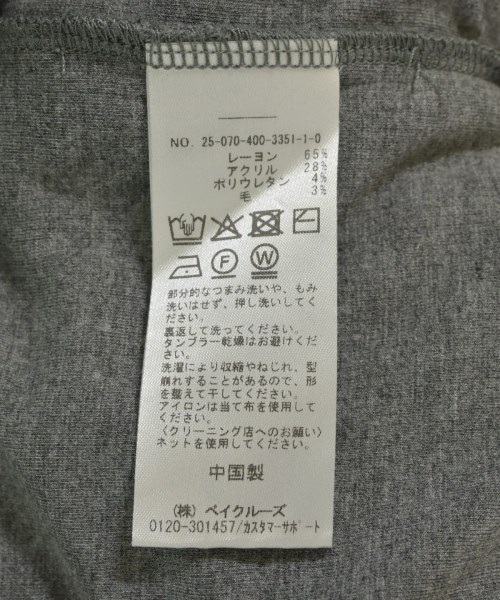 NO. 25-070-400-3351-1-0
レーヨン 65%
アクリル 28%
ポリウレタン 4%
毛 3%
F W
部分的なつまみ洗いや、もみ
洗いはせず、押し洗いしてく
ださい。
裏返して洗ってください。
タンブラー乾燥はお避けくだ
さい。
洗濯により収縮やねじれ、型
崩れすることがあるので、形
を整えて干してください。
アイロンは当て布を使用して
ください。
〈クリーニング店へのお願い〉
ネットを使用してください。
中国製
(株) ベイクルーズ
0120-301457/カスタマーサポート